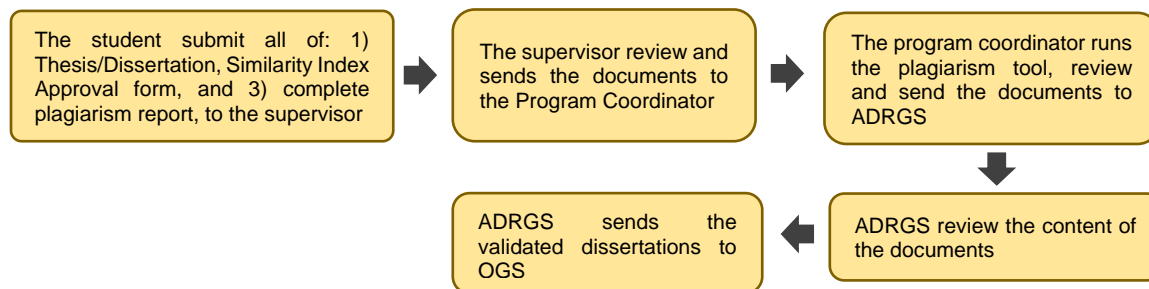 The student submit all of: 1)
Thesis/Dissertation, Similarity Index
Approval form, and 3) complete
plagiarism report, to the supervisor
The supervisor review and
sends the documents to
the Program Coordinator
The program coordinator runs
the plagiarism tool, review
and send the documents to
ADRGS
ADRGS review the content of
the documents
ADRGS sends the
validated dissertations to
OGS